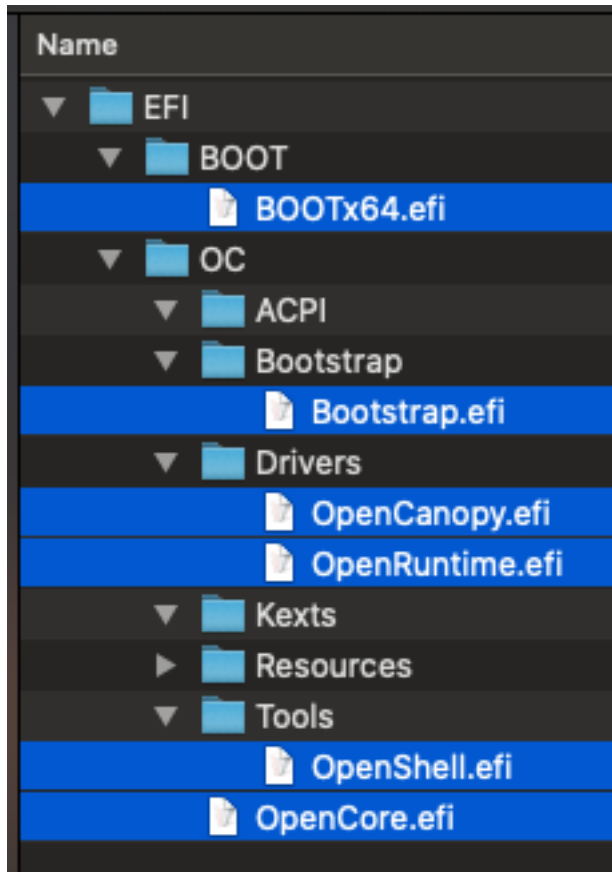 Name
EFI
BOOT
BOOTx64.efi
OC
ACPI
Bootstrap
Bootstrap.efi
Drivers
OpenCanopy.efi
OpenRuntime.efi
Kexts
Resources
Tools
OpenShell.efi
OpenCore.efi